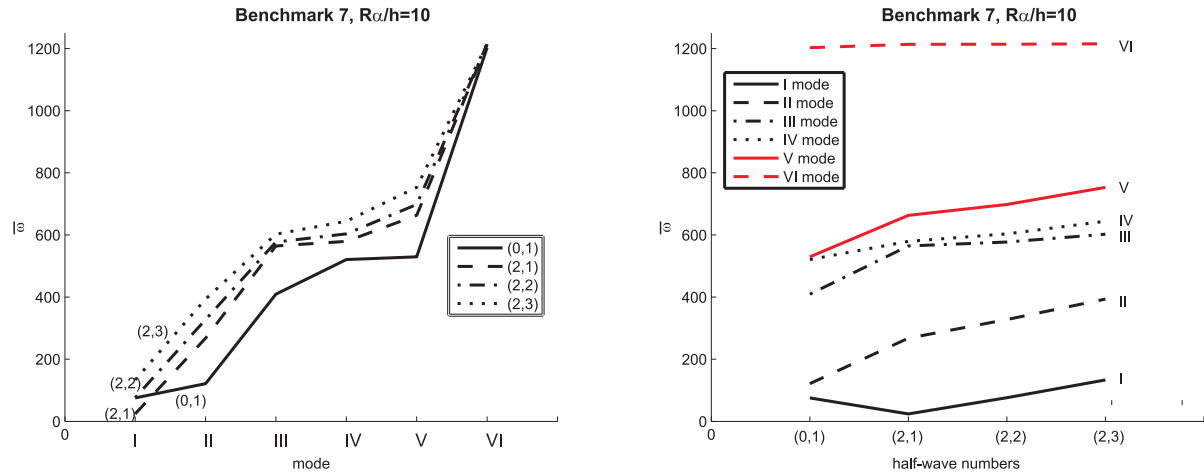 Benchmark 7, Rα/h=10
1200
1000
800
600
400
200
0
0
ω̅
I
II
III
IV
V
VI
mode
(2,3)
(2,2)
(2,1)
(0,1)
(0,1)
(2,1)
(2,2)
(2,3)
Benchmark 7, Rα/h=10
1200
1000
800
600
400
200
0
0
ω̅
(0,1)
(2,1)
(2,2)
(2,3)
half-wave numbers
I mode
II mode
III mode
IV mode
V mode
VI mode
VI
V
IV
III
II
I